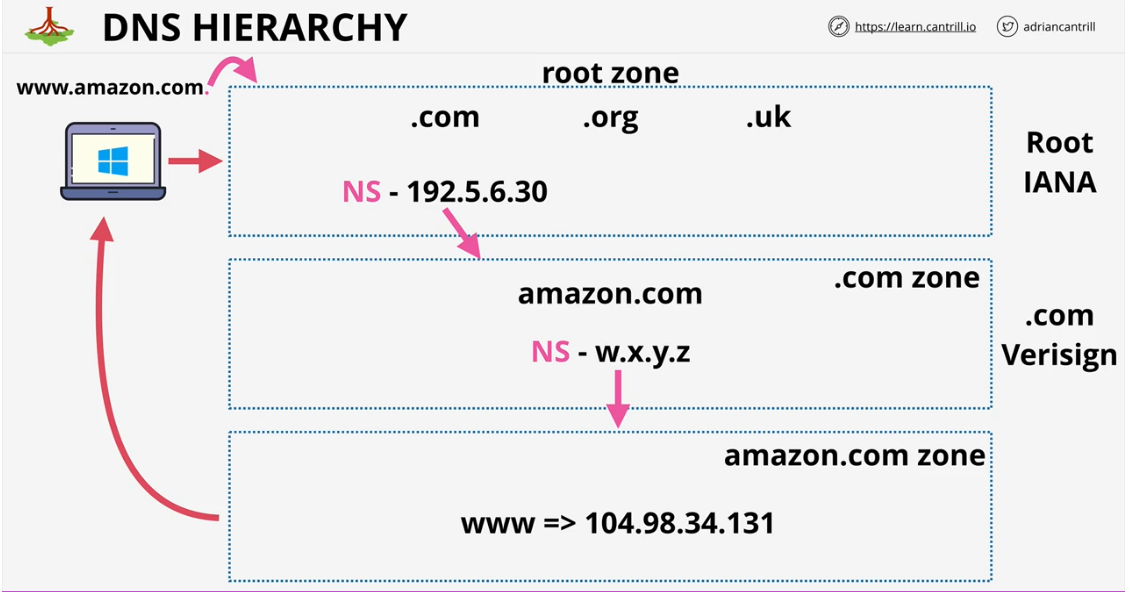 DNS HIERARCHY
https://learn.cantrill.io
adriancantrill
www.amazon.com.
root zone
.com
.org
.uk
NS - 192.5.6.30
Root
IANA
.com zone
amazon.com
NS - w.x.y.z
.com
Verisign
amazon.com zone
www => 104.98.34.131